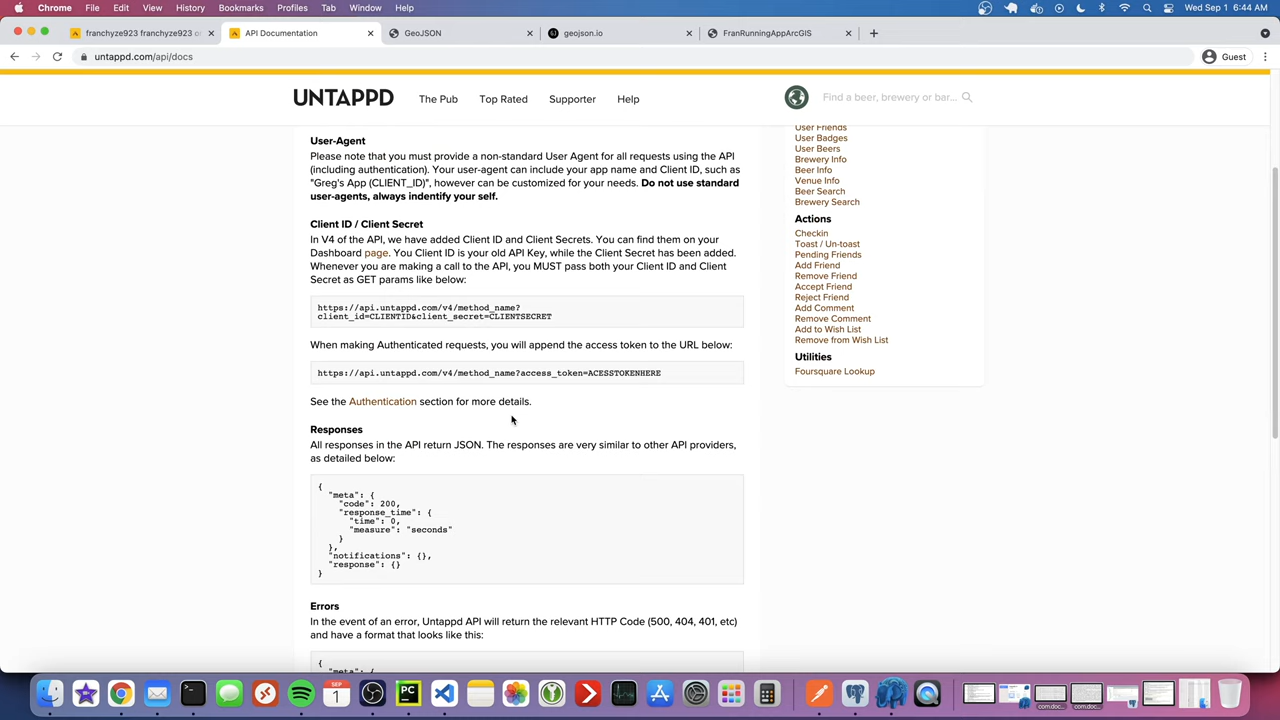 Chrome File Edit View History Bookmarks Profiles Tab Window Help
Wed Sep 1 6:44 AM
franchyze923 franchyze923 on
API Documentation
GeoJSON
geojson.io
FranRunningAppArcGIS
untappd.com/api/docs
Guest
UNTAPPD
The Pub
Top Rated
Supporter
Help
Find a beer, brewery or bar...
User-Agent
Please note that you must provide a non-standard User Agent for all requests using the API
(including authentication). Your user-agent can include your app name and Client ID, such as
"Greg's App (CLIENT_ID)", however can be customized for your needs. Do not use standard
user-agents, always indentify your self.
Client ID / Client Secret
In V4 of the API, we have added Client ID and Client Secrets. You can find them on your
Dashboard page. You Client ID is your old API Key, while the Client Secret has been added.
Whenever you are making a call to the API, you MUST pass both your Client ID and Client
Secret as GET params like below:
https://api.untappd.com/v4/method_name?
client_id=CLIENTID&client_secret=CLIENTSECRET
When making Authenticated requests, you will append the access token to the URL below:
https://api.untappd.com/v4/method_name?access_token=ACESSTOKENHERE
See the Authentication section for more details.
Responses
All responses in the API return JSON. The responses are very similar to other API providers,
as detailed below:
{
"meta": {
"code": 200,
"response_time": {
"time": 0,
"measure": "seconds"
}
},
"notifications": {},
"response": {}
}
Errors
In the event of an error, Untappd API will return the relevant HTTP Code (500, 404, 401, etc)
and have a format that looks like this:
{
"meta": {
User Friends
User Badges
User Beers
Brewery Info
Beer Info
Venue Info
Beer Search
Brewery Search
Actions
Checkin
Toast / Un-toast
Pending Friends
Add Friend
Remove Friend
Accept Friend
Reject Friend
Add Comment
Remove Comment
Add to Wish List
Remove from Wish List
Utilities
Foursquare Lookup
SEP
1
PC